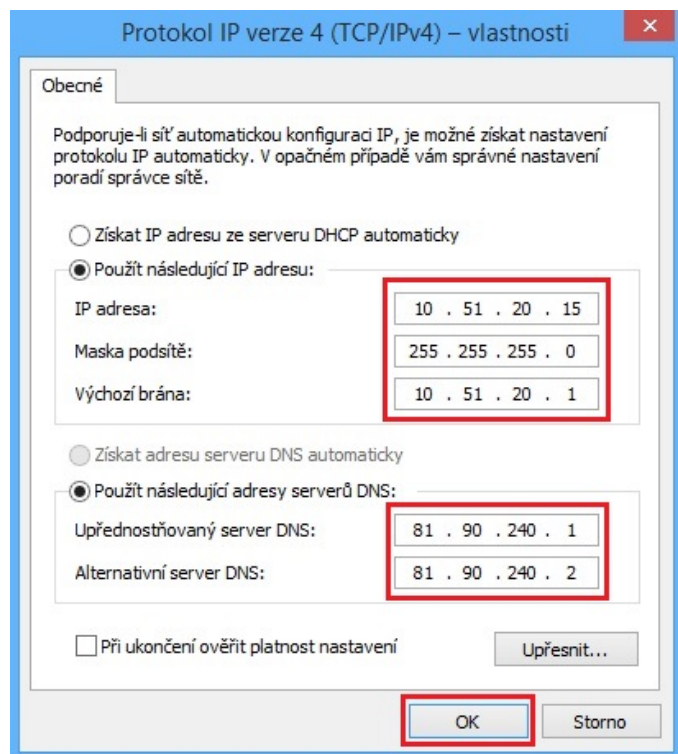 Protokol IP verze 4 (TCP/IPv4) – vlastnosti
Obecné
Podporuje-li síť automatickou konfiguraci IP, je možné získat nastavení
protokolu IP automaticky. V opačném případě vám správné nastavení
poradí správce sítě.
Získat IP adresu ze serveru DHCP automaticky
Použít následující IP adresu:
IP adresa: 10 . 51 . 20 . 15
Maska podsítě: 255 . 255 . 255 . 0
Výchozí brána: 10 . 51 . 20 . 1
Získat adresu serveru DNS automaticky
Použít následující adresy serverů DNS:
Upřednostňovaný server DNS: 81 . 90 . 240 . 1
Alternativní server DNS: 81 . 90 . 240 . 2
Při ukončení ověřit platnost nastavení Upřesnit...
OK Storno